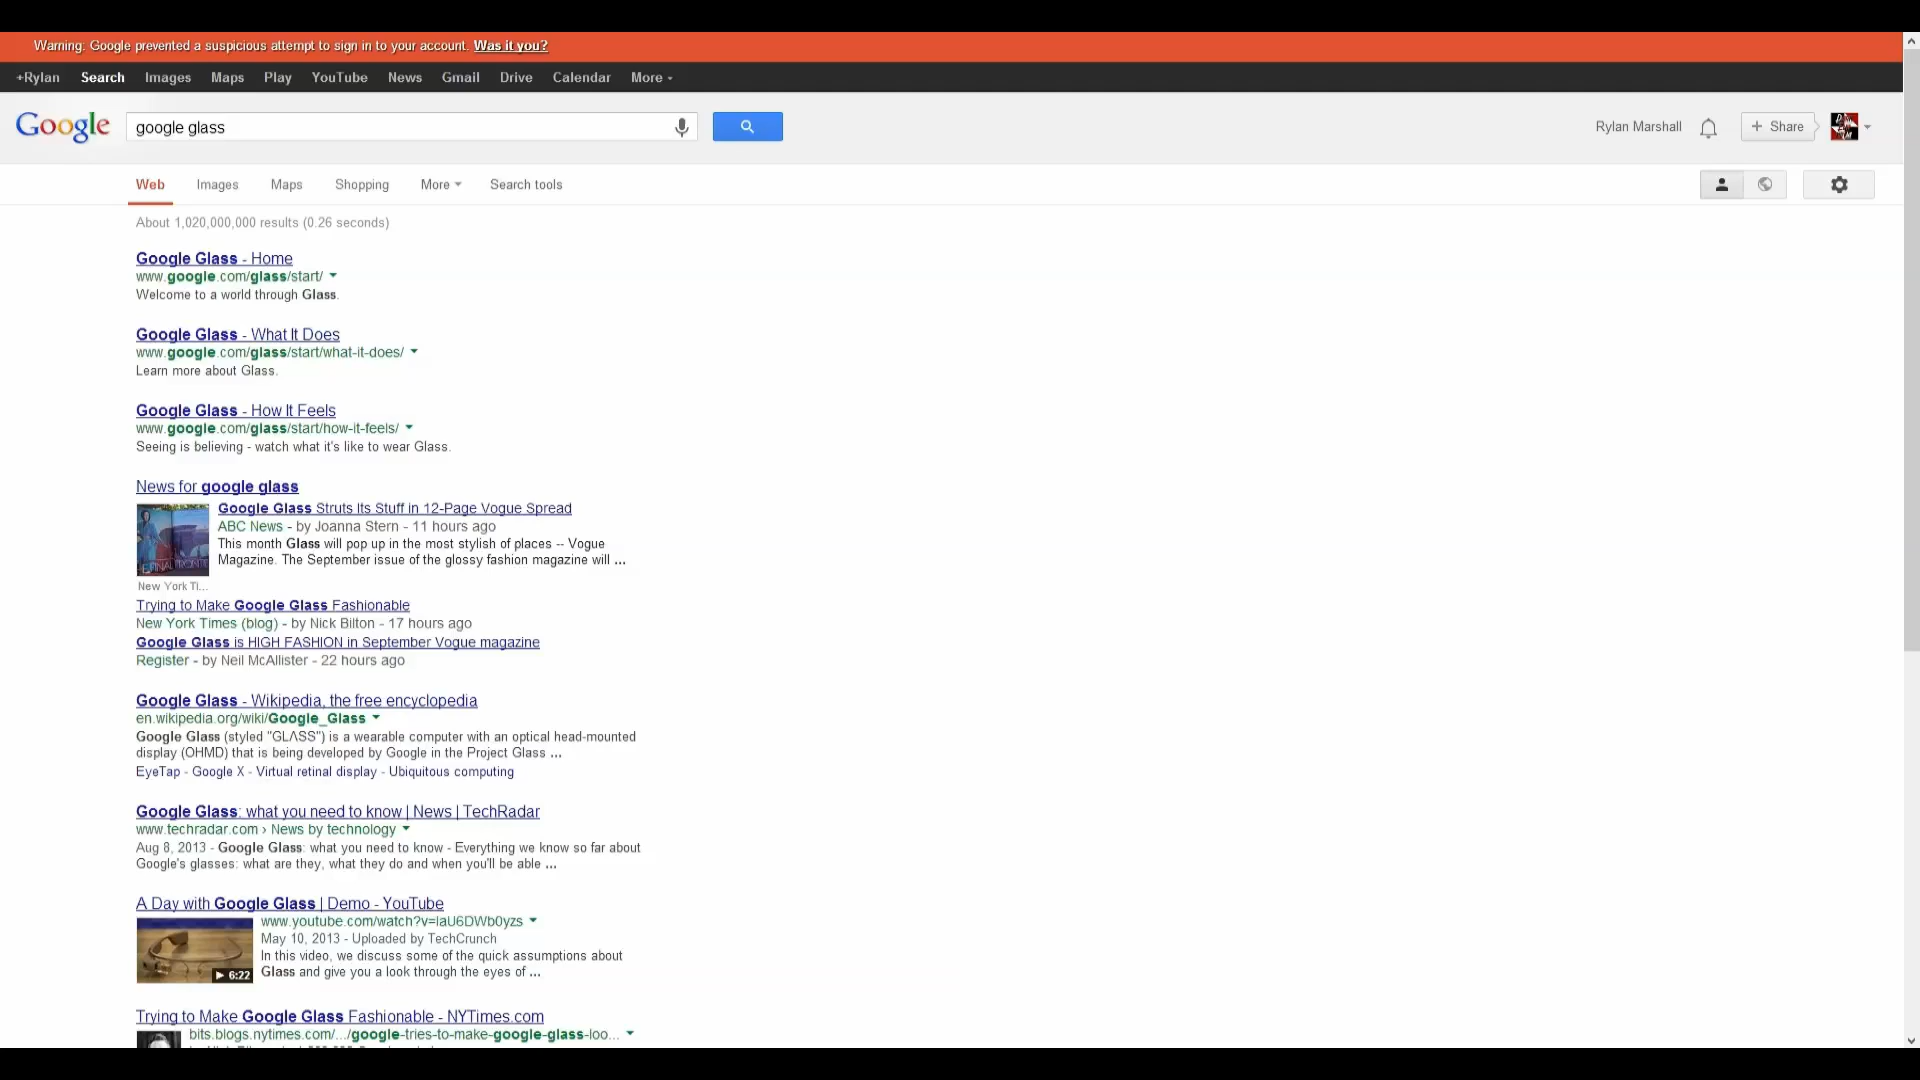 Warning: Google prevented a suspicious attempt to sign in to your account. Was it you?
+Rylan Search Images Maps Play YouTube News Gmail Drive Calendar More
Google google glass Rylan Marshall + Share
Web Images Maps Shopping More Search tools
About 1,020,000,000 results (0.26 seconds)
Google Glass - Home
www.google.com/glass/start/
Welcome to a world through Glass.
Google Glass - What It Does
www.google.com/glass/start/what-it-does/
Learn more about Glass.
Google Glass - How It Feels
www.google.com/glass/start/how-it-feels/
Seeing is believing - watch what it's like to wear Glass.
News for google glass
Google Glass Struts Its Stuff in 12-Page Vogue Spread
ABC News - by Joanna Stern - 11 hours ago
This month Glass will pop up in the most stylish of places -- Vogue
Magazine. The September issue of the glossy fashion magazine will ...
New York Ti...
Trying to Make Google Glass Fashionable
New York Times (blog) - by Nick Bilton - 17 hours ago
Google Glass is HIGH FASHION in September Vogue magazine
Register - by Neil McAllister - 22 hours ago
Google Glass - Wikipedia, the free encyclopedia
en.wikipedia.org/wiki/Google_Glass
Google Glass (styled "GLΛSS") is a wearable computer with an optical head-mounted
display (OHMD) that is being developed by Google in the Project Glass ...
EyeTap - Google X - Virtual retinal display - Ubiquitous computing
Google Glass: what you need to know | News | TechRadar
www.techradar.com › News by technology
Aug 8, 2013 - Google Glass: what you need to know - Everything we know so far about
Google's glasses: what are they, what they do and when you'll be able ...
A Day with Google Glass | Demo - YouTube
www.youtube.com/watch?v=IaU6DWb0yzs
May 10, 2013 - Uploaded by TechCrunch
In this video, we discuss some of the quick assumptions about
Glass and give you a look through the eyes of ...
6:22
Trying to Make Google Glass Fashionable - NYTimes.com
bits.blogs.nytimes.com/.../google-tries-to-make-google-glass-loo...